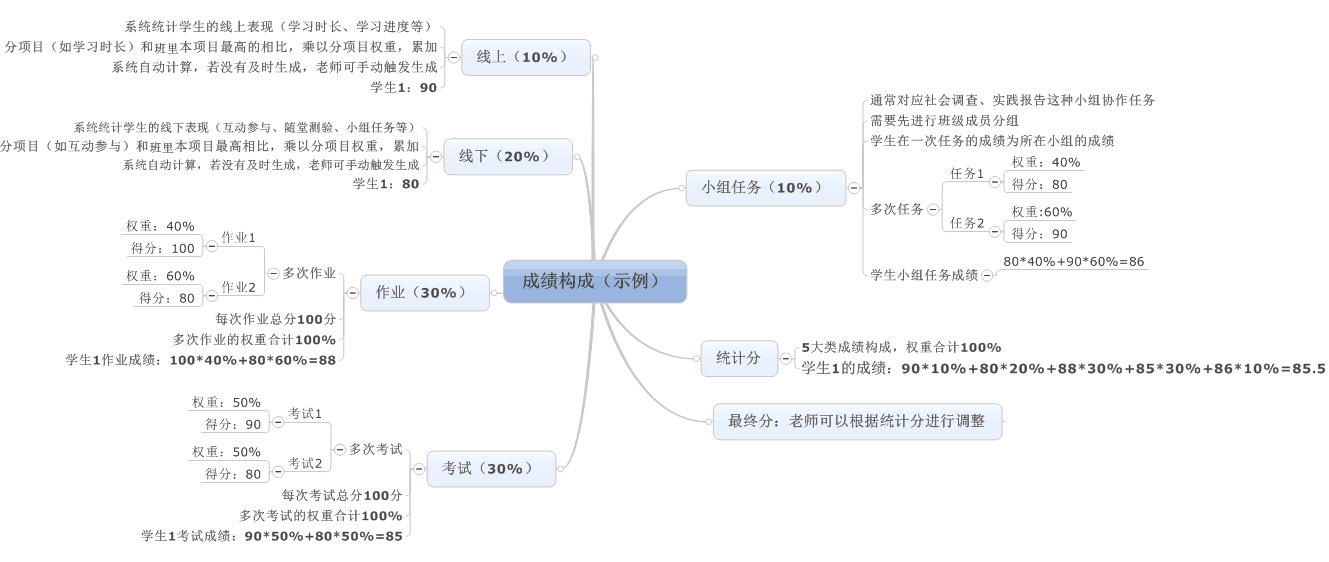 成绩构成（示例）
线上（10%）
系统统计学生的线上表现（学习时长、学习进度等）
分项目（如学习时长）和班里本项目最高的相比，乘以分项目权重，累加
系统自动计算，若没有及时生成，老师可手动触发生成
学生1：90
线下（20%）
系统统计学生的线下表现（互动参与、随堂测验、小组任务等）
分项目（如互动参与）和班里本项目最高相比，乘以分项目权重，累加
系统自动计算，若没有及时生成，老师可手动触发生成
学生1：80
作业（30%）
多次作业
作业1
权重：40%
得分：100
作业2
权重：60%
得分：80
每次作业总分100分
多次作业的权重合计100%
学生1作业成绩：100*40%+80*60%=88
考试（30%）
多次考试
考试1
权重：50%
得分：90
考试2
权重：50%
得分：80
每次考试总分100分
多次考试的权重合计100%
学生1考试成绩：90*50%+80*50%=85
小组任务（10%）
通常对应社会调查、实践报告这种小组协作任务
需要先进行班级成员分组
学生在一次任务的成绩为所在小组的成绩
多次任务
任务1
权重：40%
得分：80
任务2
权重:60%
得分：90
学生小组任务成绩
80*40%+90*60%=86
统计分
5大类成绩构成，权重合计100%
学生1的成绩：90*10%+80*20%+88*30%+85*30%+86*10%=85.5
最终分：老师可以根据统计分进行调整